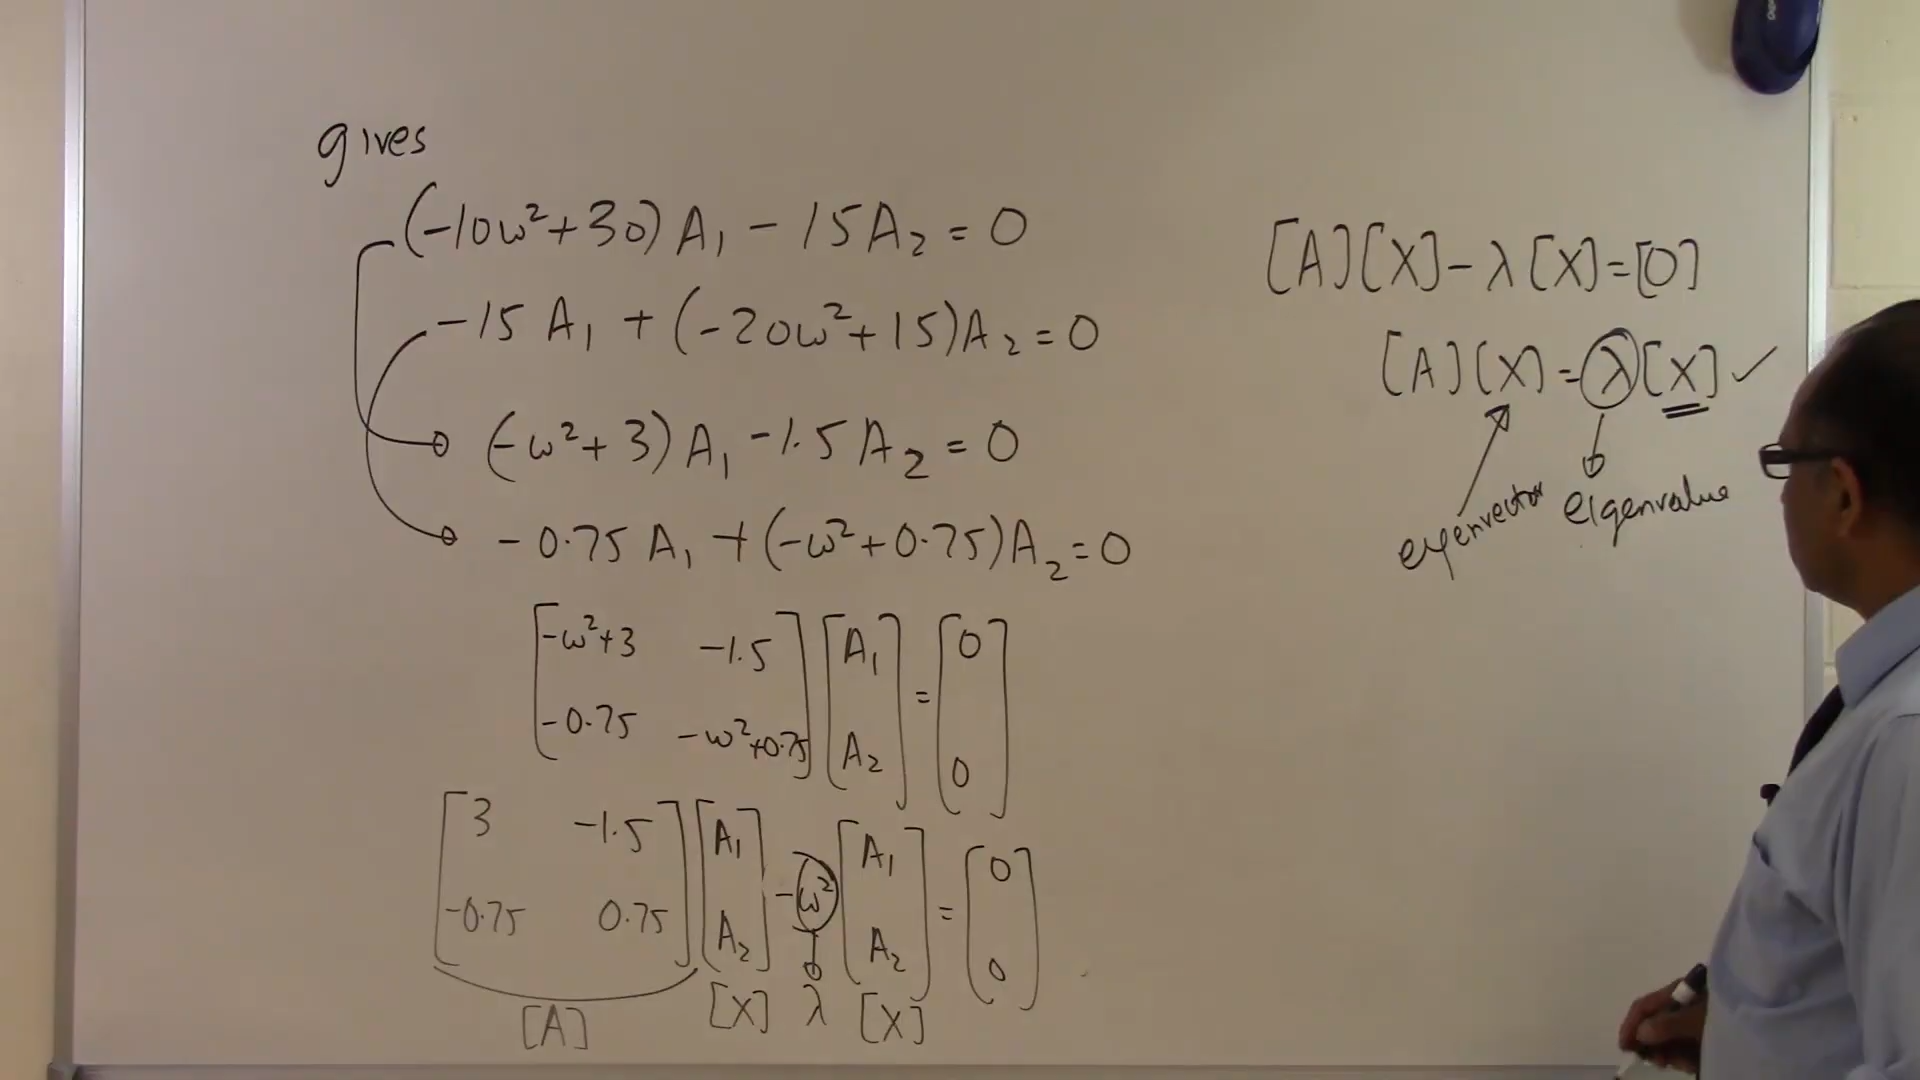 gives
(-10ω²+30)A₁ - 15A₂ = 0
-15 A₁ + (-20ω²+15)A₂ = 0
(-ω²+3)A₁ - 1.5A₂ = 0
-0.75 A₁ + (-ω²+0.75)A₂ = 0
[-ω²+3 -1.5] [A₁] = [0]
[-0.75 -ω²+0.75] [A₂] [0]
[3 -1.5] [A₁] - ω² [A₁] = [0]
[-0.75 0.75] [A₂] [A₂] [0]
[A] [X] λ [X]
[A][X] - λ[X] = [0]
[A][X] = λ[X] ✓
eigenvector eigenvalue